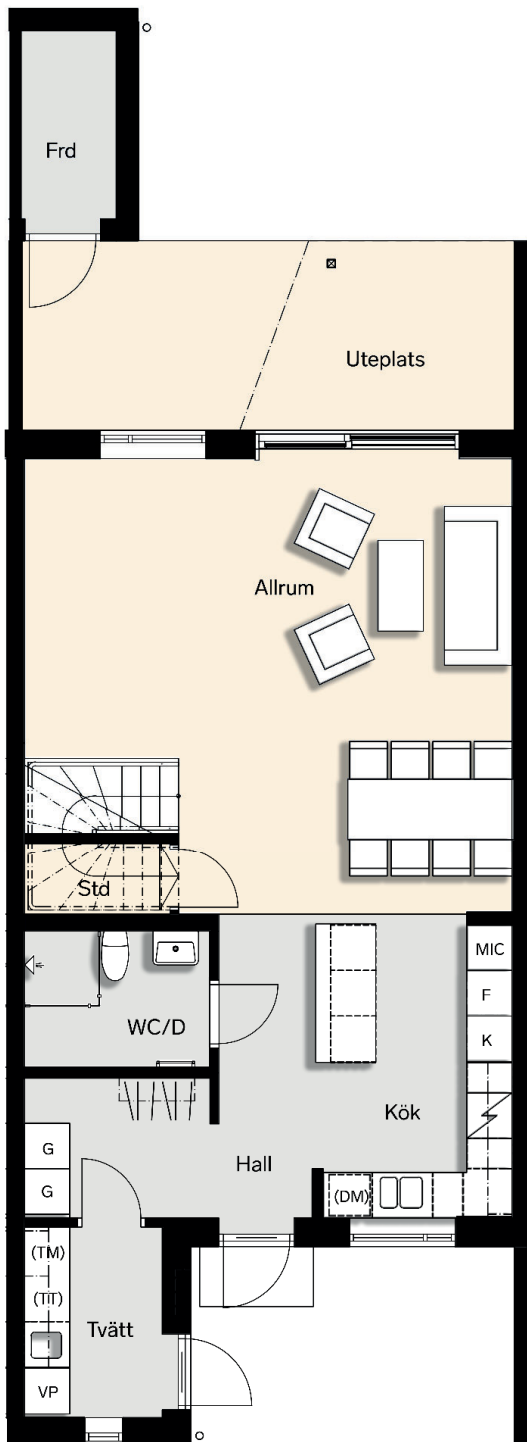 Frd
Uteplats
Allrum
Std
MIC
F
K
WC/D
Kök
Hall
G
G
(DM)
(TM)
(TT)
Tvätt
VP